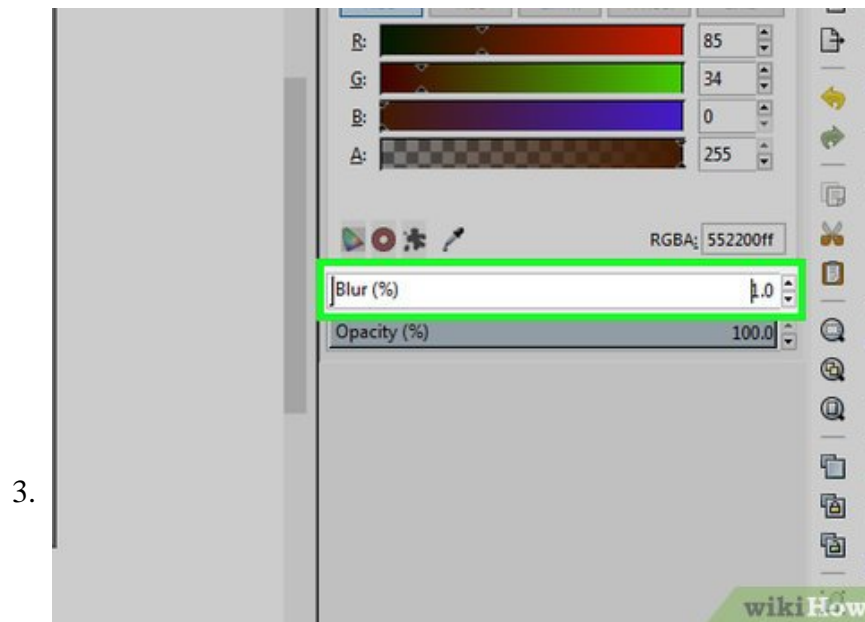 R: 85
G: 34
B: 0
A: 255
RGBA: 552200ff
Blur (%) 1.0
Opacity (%) 100.0
3.
wikiHow